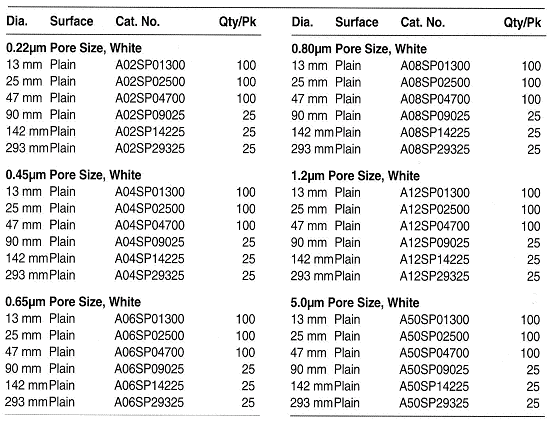 Dia. Surface Cat. No. Qty/Pk
0.22µm Pore Size, White
13 mm Plain A02SP01300 100
25 mm Plain A02SP02500 100
47 mm Plain A02SP04700 100
90 mm Plain A02SP09025 25
142 mm Plain A02SP14225 25
293 mm Plain A02SP29325 25
0.45µm Pore Size, White
13 mm Plain A04SP01300 100
25 mm Plain A04SP02500 100
47 mm Plain A04SP04700 100
90 mm Plain A04SP09025 25
142 mm Plain A04SP14225 25
293 mm Plain A04SP29325 25
0.65µm Pore Size, White
13 mm Plain A06SP01300 100
25 mm Plain A06SP02500 100
47 mm Plain A06SP04700 100
90 mm Plain A06SP09025 25
142 mm Plain A06SP14225 25
293 mm Plain A06SP29325 25
Dia. Surface Cat. No. Qty/Pk
0.80µm Pore Size, White
13 mm Plain A08SP01300 100
25 mm Plain A08SP02500 100
47 mm Plain A08SP04700 100
90 mm Plain A08SP09025 25
142 mm Plain A08SP14225 25
293 mm Plain A08SP29325 25
1.2µm Pore Size, White
13 mm Plain A12SP01300 100
25 mm Plain A12SP02500 100
47 mm Plain A12SP04700 100
90 mm Plain A12SP09025 25
142 mm Plain A12SP14225 25
293 mm Plain A12SP29325 25
5.0µm Pore Size, White
13 mm Plain A50SP01300 100
25 mm Plain A50SP02500 100
47 mm Plain A50SP04700 100
90 mm Plain A50SP09025 25
142 mm Plain A50SP14225 25
293 mm Plain A50SP29325 25